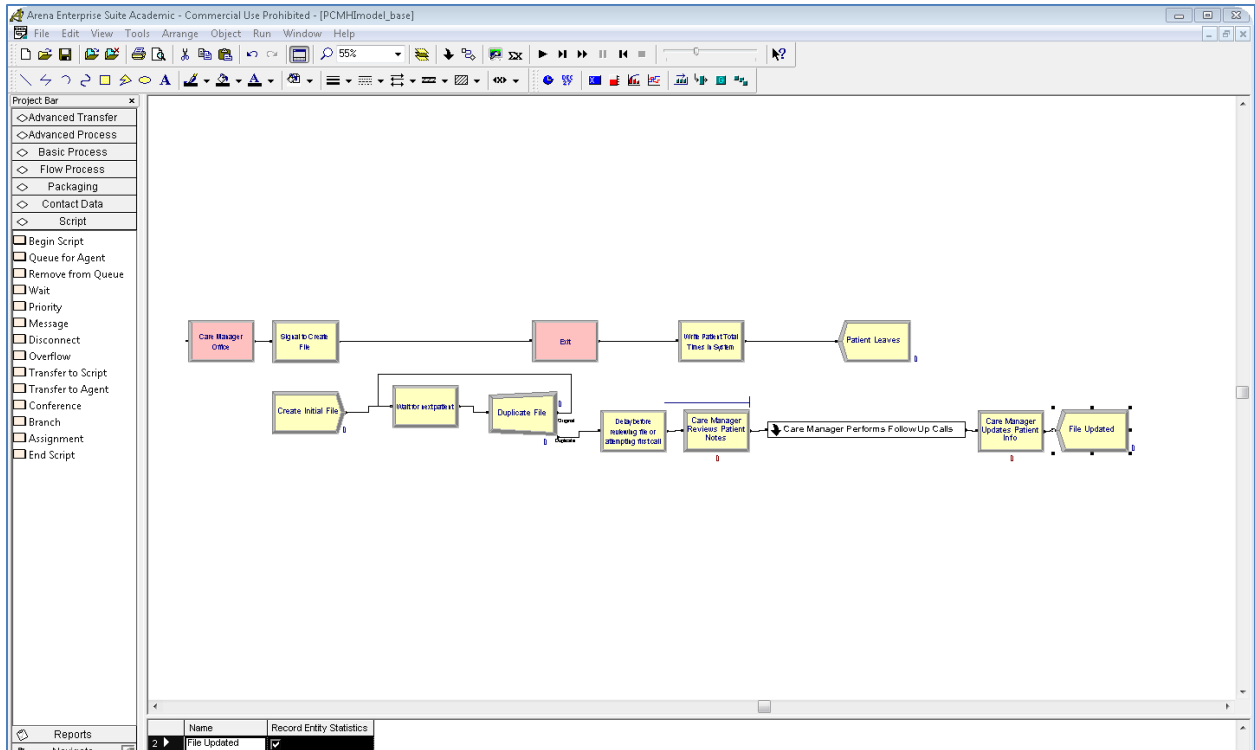 Arena Enterprise Suite Academic - Commercial Use Prohibited - [PCMHImodel_base]
File Edit View Tools Arrange Object Run Window Help
55%
Project Bar
Advanced Transfer
Advanced Process
Basic Process
Flow Process
Packaging
Contact Data
Script
Begin Script
Queue for Agent
Remove from Queue
Wait
Priority
Message
Disconnect
Overflow
Transfer to Script
Transfer to Agent
Conference
Branch
Assignment
End Script
Reports
Care Manager
Office
Signal to Create
File
Exit
Write Patient Total
Times in System
Patient Leaves
0
Create Initial File
0
Wait for next patient
Duplicate File
0
Original
0
Duplicate
Delay before
reviewing file or
attempting first call
Care Manager
Reviews Patient
Notes
0
Care Manager Performs Follow Up Calls
Care Manager
Updates Patient
Info
0
File Updated
0
Name Record Entity Statistics
2 File Updated